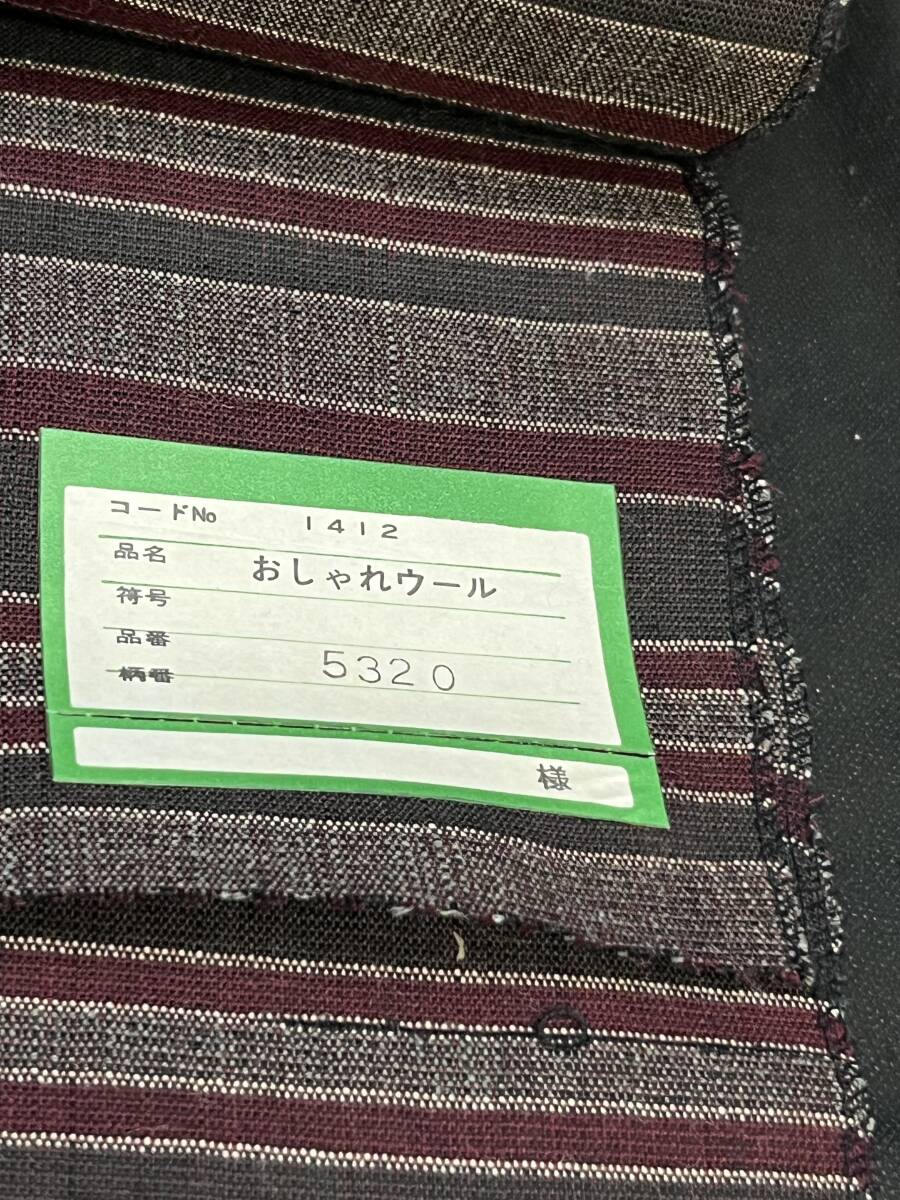 コードNo 1412
品名 おしゃれウール
符号
品番 5320
柄番
様